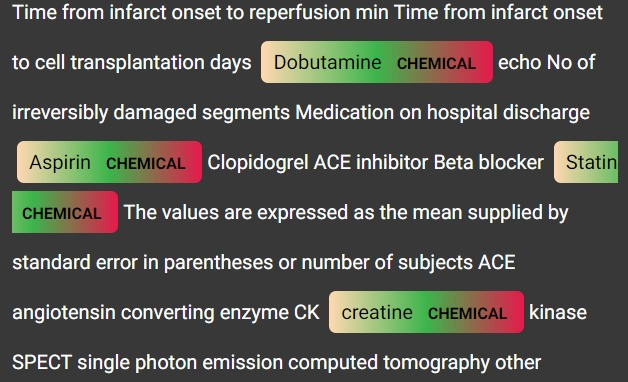 Time from infarct onset to reperfusion min Time from infarct onset
to cell transplantation days Dobutamine CHEMICAL echo No of
irreversibly damaged segments Medication on hospital discharge
Aspirin CHEMICAL Clopidogrel ACE inhibitor Beta blocker Statin
CHEMICAL The values are expressed as the mean supplied by
standard error in parentheses or number of subjects ACE
angiotensin converting enzyme CK creatine CHEMICAL kinase
SPECT single photon emission computed tomography other